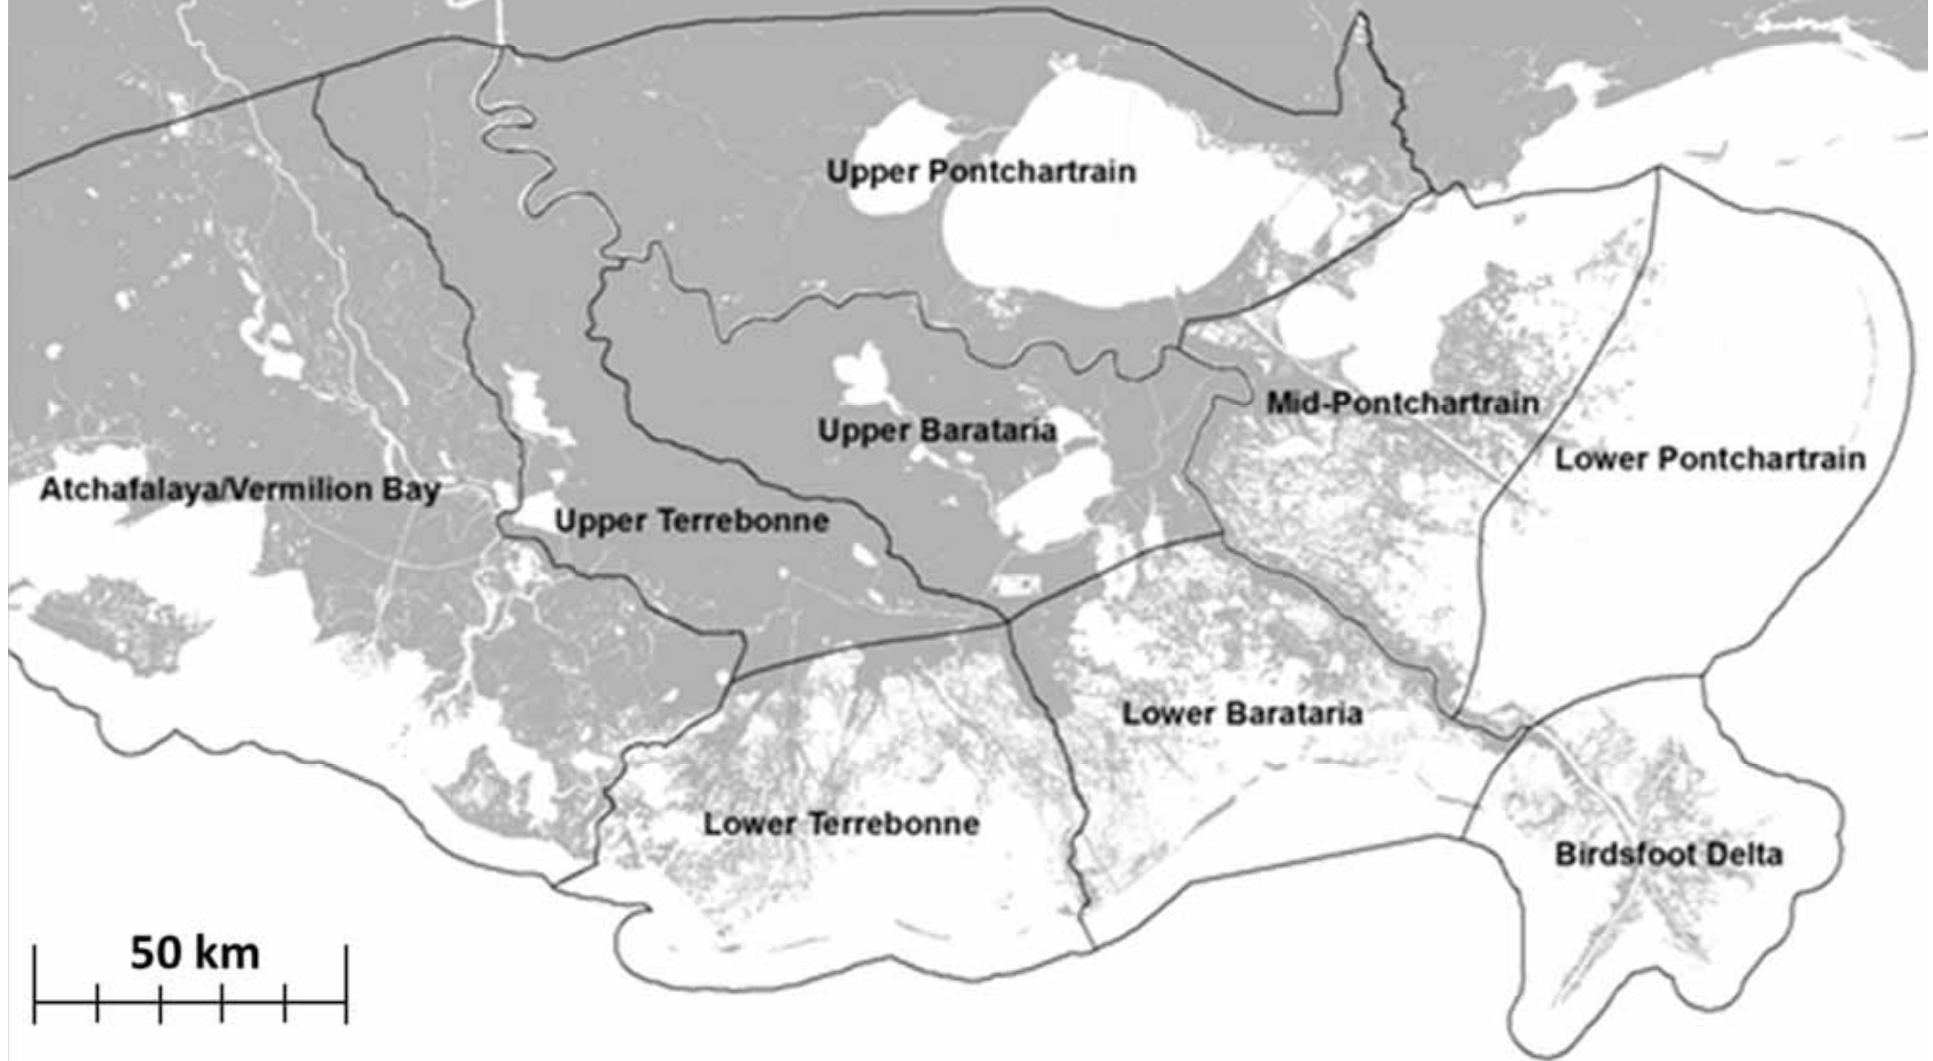 Upper Pontchartrain
Mid-Pontchartrain
Upper Barataria
Lower Pontchartrain
Atchafalaya/Vermilion Bay
Upper Terrebonne
Lower Barataria
Lower Terrebonne
Birdsfoot Delta
50 km